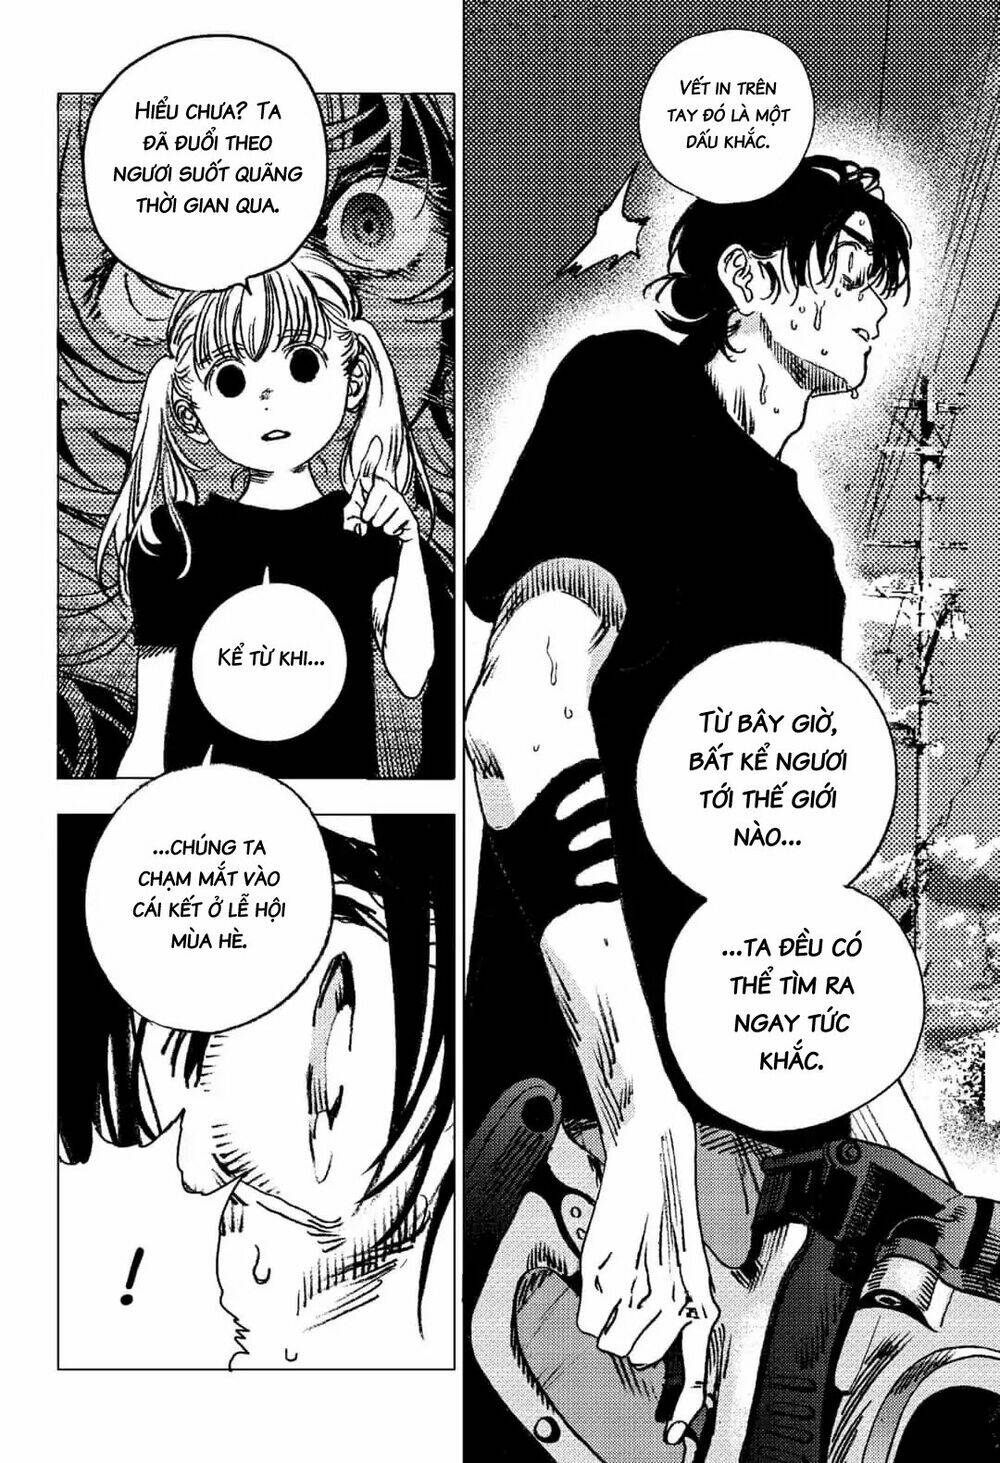 VẾT IN TRÊN
TAY ĐÓ LÀ MỘT
DẤU KHẮC.
TỪ BÂY GIỜ,
BẤT KỂ NGƯƠI
TỚI THẾ GIỚI
NÀO...
...TA ĐỀU CÓ
THỂ TÌM RA
NGAY TỨC
KHẮC.
HIỂU CHƯA? TA
ĐÃ ĐUỔI THEO
NGƯƠI SUỐT QUÃNG
THỜI GIAN QUA.
KỂ TỪ KHI...
...CHÚNG TA
CHẠM MẮT VÀO
CÁI KẾT Ở LỄ HỘI
MÙA HÈ.
!